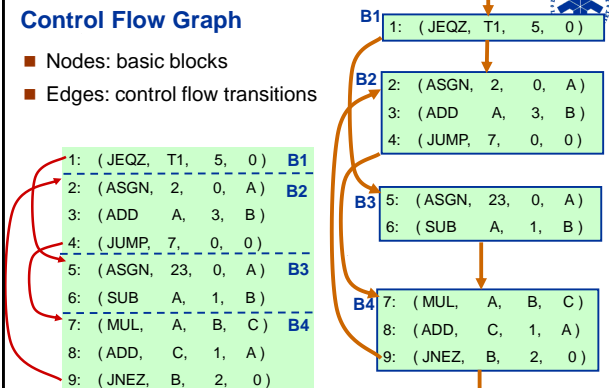 Control Flow Graph
■ Nodes: basic blocks
■ Edges: control flow transitions
1: ( JEQZ, T1, 5, 0 ) B1
2: ( ASGN, 2, 0, A ) B2
3: ( ADD A, 3, B )
4: ( JUMP, 7, 0, 0 )
5: ( ASGN, 23, 0, A ) B3
6: ( SUB A, 1, B )
7: ( MUL, A, B, C ) B4
8: ( ADD, C, 1, A )
9: ( JNEZ, B, 2, 0 )
B1
1: ( JEQZ, T1, 5, 0 )
B2
2: ( ASGN, 2, 0, A )
3: ( ADD A, 3, B )
4: ( JUMP, 7, 0, 0 )
B3
5: ( ASGN, 23, 0, A )
6: ( SUB A, 1, B )
B4
7: ( MUL, A, B, C )
8: ( ADD, C, 1, A )
9: ( JNEZ, B, 2, 0 )